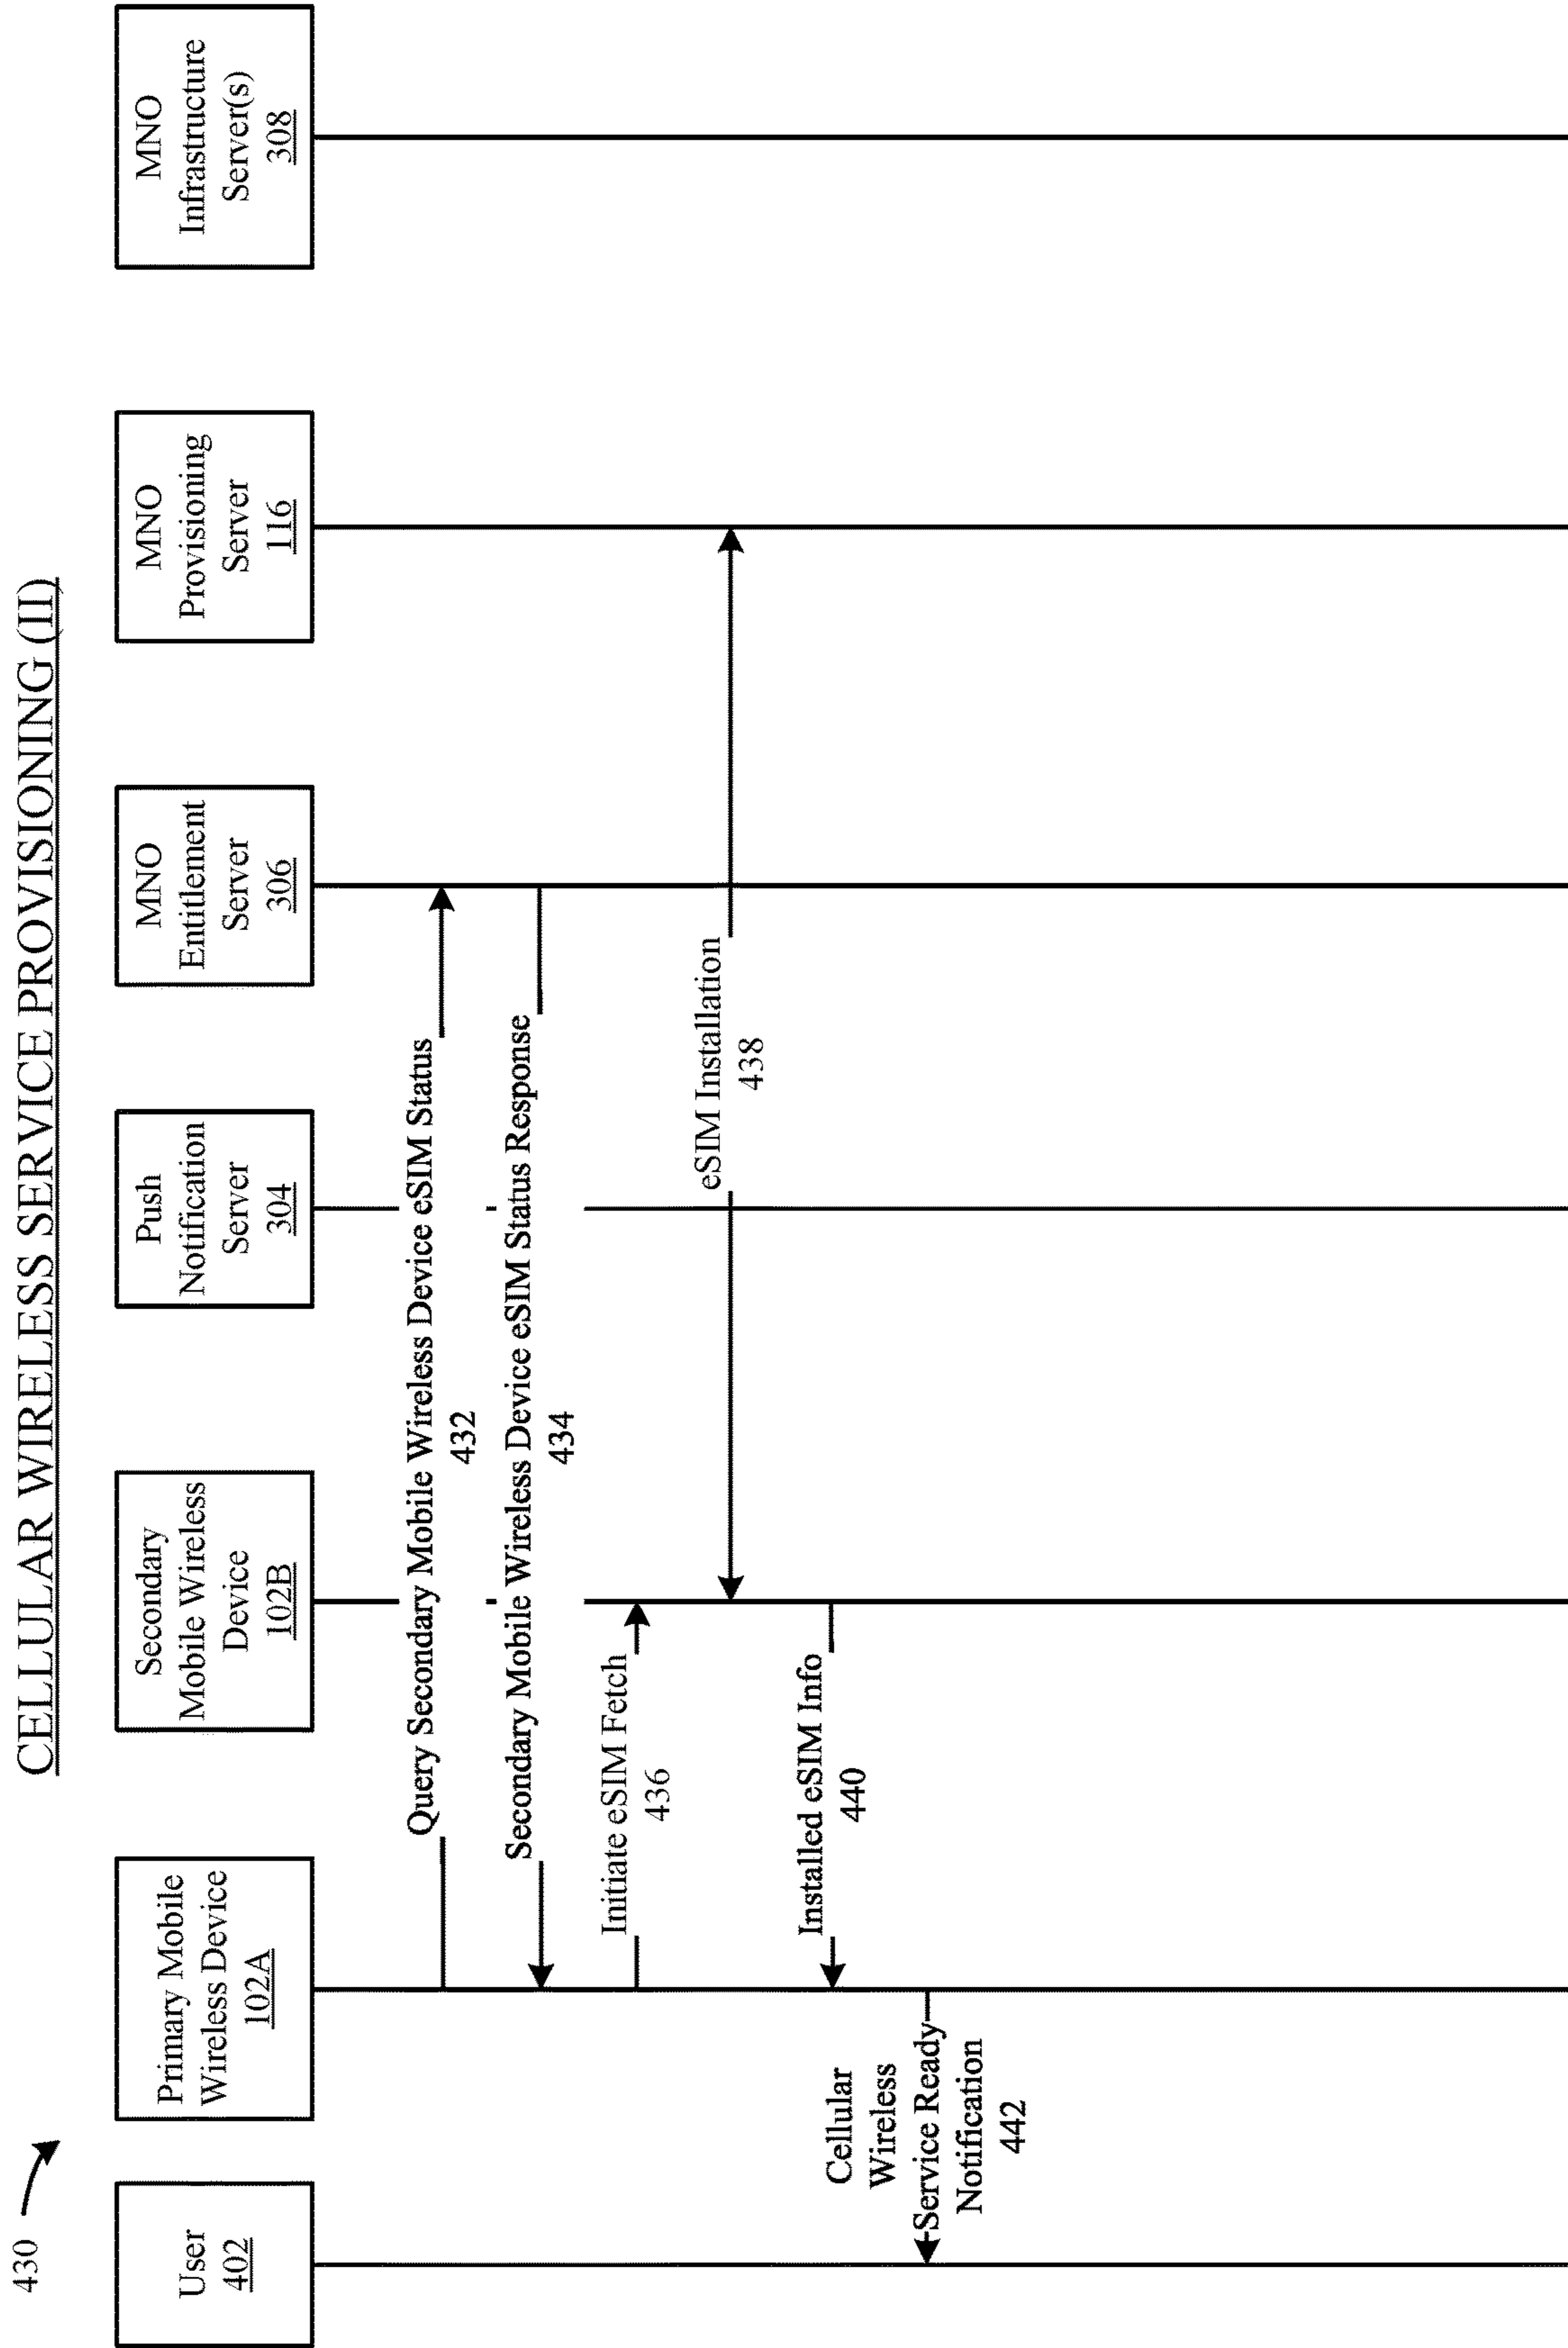 CELLULAR WIRELESS SERVICE PROVISIONING (II)
430
User
402
Primary Mobile
Wireless Device
102A
Secondary
Mobile Wireless
Device
102B
Push
Notification
Server
304
MNO
Entitlement
Server
306
MNO
Provisioning
Server
116
MNO
Infrastructure
Server(s)
308
Query Secondary Mobile Wireless Device eSIM Status
432
Secondary Mobile Wireless Device eSIM Status Response
434
Initiate eSIM Fetch
436
eSIM Installation
438
Installed eSIM Info
440
Cellular
Wireless
Service Ready
Notification
442